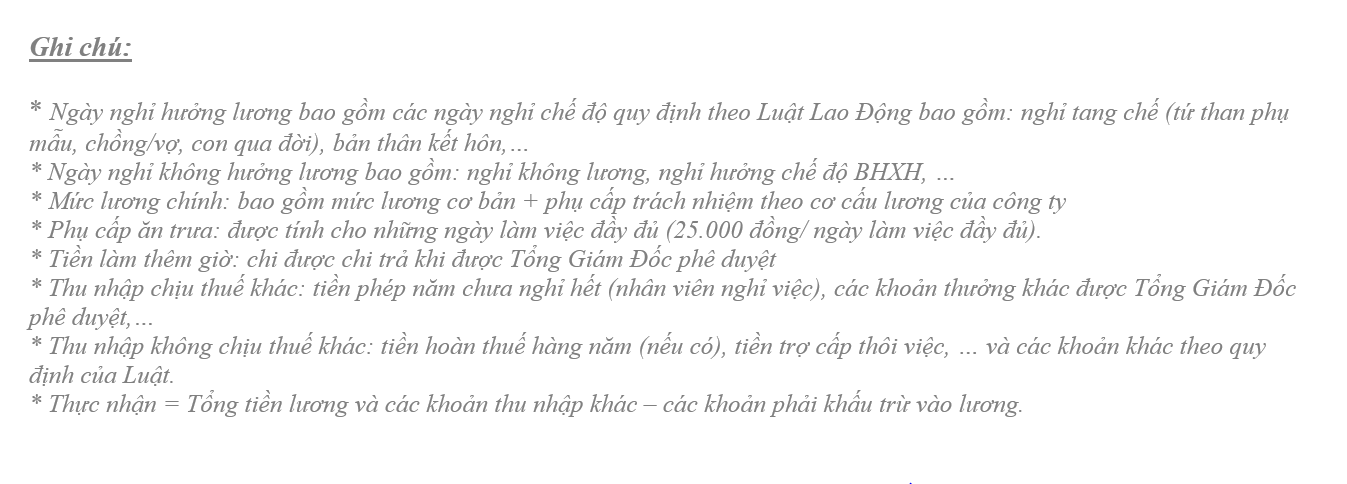 Ghi chú:
* Ngày nghỉ hưởng lương bao gồm các ngày nghỉ chế độ quy định theo Luật Lao Động bao gồm: nghỉ tang chế (tứ than phụ
mẫu, chồng/vợ, con qua đời), bản thân kết hôn,…
* Ngày nghỉ không hưởng lương bao gồm: nghỉ không lương, nghỉ hưởng chế độ BHXH, …
* Mức lương chính: bao gồm mức lương cơ bản + phụ cấp trách nhiệm theo cơ cấu lương của công ty
* Phụ cấp ăn trưa: được tính cho những ngày làm việc đầy đủ (25.000 đồng/ ngày làm việc đầy đủ).
* Tiền làm thêm giờ: chi được chi trả khi được Tổng Giám Đốc phê duyệt
* Thu nhập chịu thuế khác: tiền phép năm chưa nghỉ hết (nhân viên nghỉ việc), các khoản thưởng khác được Tổng Giám Đốc
phê duyệt,…
* Thu nhập không chịu thuế khác: tiền hoàn thuế hàng năm (nếu có), tiền trợ cấp thôi việc, … và các khoản khác theo quy
định của Luật.
* Thực nhận = Tổng tiền lương và các khoản thu nhập khác – các khoản phải khấu trừ vào lương.